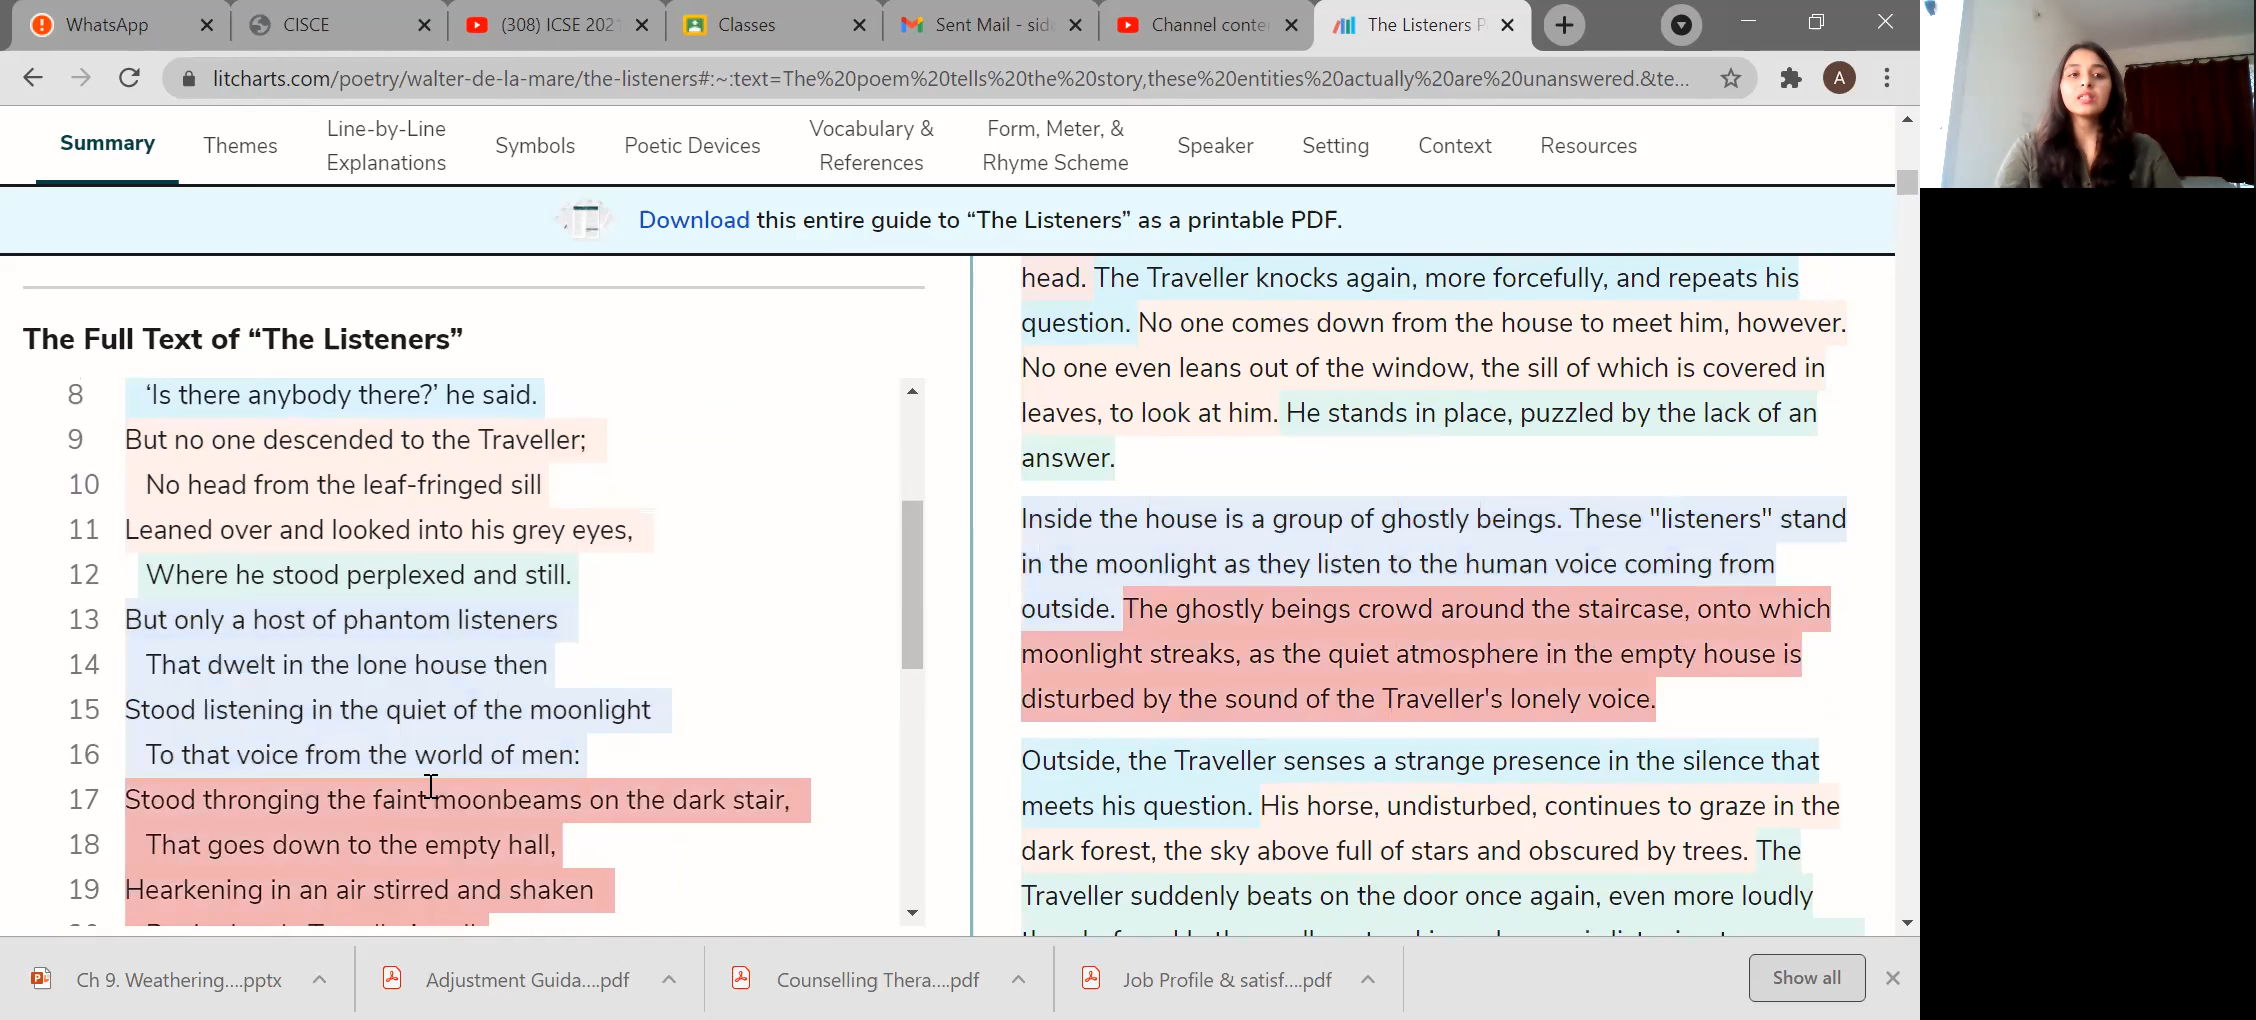 WhatsApp
CISCE
(308) ICSE 2021
Classes
Sent Mail - sid
Channel conte
The Listeners P
litcharts.com/poetry/walter-de-la-mare/the-listeners#:~:text=The%20poem%20tells%20the%20story,these%20entities%20actually%20are%20unanswered.&te...
A
Summary
Themes
Line-by-Line
Explanations
Symbols
Poetic Devices
Vocabulary &
References
Form, Meter, &
Rhyme Scheme
Speaker
Setting
Context
Resources
Download this entire guide to “The Listeners” as a printable PDF.
The Full Text of “The Listeners”
8 ‘Is there anybody there?’ he said.
9 But no one descended to the Traveller;
10 No head from the leaf-fringed sill
11 Leaned over and looked into his grey eyes,
12 Where he stood perplexed and still.
13 But only a host of phantom listeners
14 That dwelt in the lone house then
15 Stood listening in the quiet of the moonlight
16 To that voice from the world of men:
17 Stood thronging the faint moonbeams on the dark stair,
18 That goes down to the empty hall,
19 Hearkening in an air stirred and shaken
head. The Traveller knocks again, more forcefully, and repeats his
question. No one comes down from the house to meet him, however.
No one even leans out of the window, the sill of which is covered in
leaves, to look at him. He stands in place, puzzled by the lack of an
answer.
Inside the house is a group of ghostly beings. These "listeners" stand
in the moonlight as they listen to the human voice coming from
outside. The ghostly beings crowd around the staircase, onto which
moonlight streaks, as the quiet atmosphere in the empty house is
disturbed by the sound of the Traveller's lonely voice.
Outside, the Traveller senses a strange presence in the silence that
meets his question. His horse, undisturbed, continues to graze in the
dark forest, the sky above full of stars and obscured by trees. The
Traveller suddenly beats on the door once again, even more loudly
Ch 9. Weathering....pptx
Adjustment Guida....pdf
Counselling Thera....pdf
Job Profile & satisf....pdf
Show all